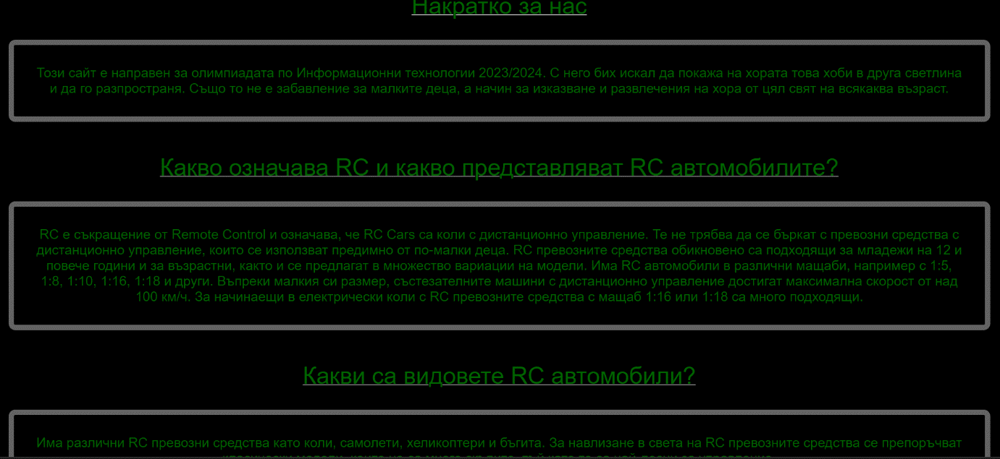 Накратко за нас
Този сайт е направен за олимпиадата по Информационни технологии 2023/2024. С него бих искал да покажа на хората това хоби в друга светлина
и да го разпространя. Също то не е забавление за малките деца, а начин за изказване и развлечения на хора от цял свят на всякаква възраст.
Какво означава RC и какво представляват RC автомобилите?
RC е съкращение от Remote Control и означава, че RC Cars са коли с дистанционно управление. Те не трябва да се бъркат с превозни средства с
дистанционно управление, които се използват предимно от по-малки деца. RC превозните средства обикновено са подходящи за младежи на 12 и
повече години и за възрастни, както и се предлагат в множество вариации на модели. Има RC автомобили в различни мащаби, например с 1:5,
1:8, 1:10, 1:16, 1:18 и други. Въпреки малкия си размер, състезателните машини с дистанционно управление достигат максимална скорост от над
100 км/ч. За начинаещи в електрически коли с RC превозните средства с мащаб 1:16 или 1:18 са много подходящи.
Какви са видовете RC автомобили?
Има различни RC превозни средства като коли, самолети, хеликоптери и бъгита. За навлизане в света на RC превозните средства се препоръчват